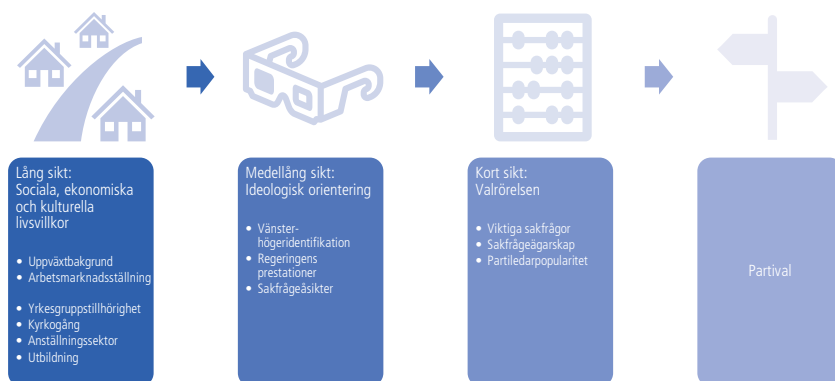 Lång sikt:
Sociala, ekonomiska
och kulturella
livsvillkor
• Uppväxtbakgrund
• Arbetsmarknadsställning
• Yrkesgruppstillhörighet
• Kyrkogång
• Anställningssektor
• Utbildning
Medellång sikt:
Ideologisk orientering
• Vänster-
högeridentifikation
• Regeringens
prestationer
• Sakfrågeåsikter
Kort sikt:
Valrörelsen
• Viktiga sakfrågor
• Sakfrågeägarskap
• Partiledarpopularitet
Partival